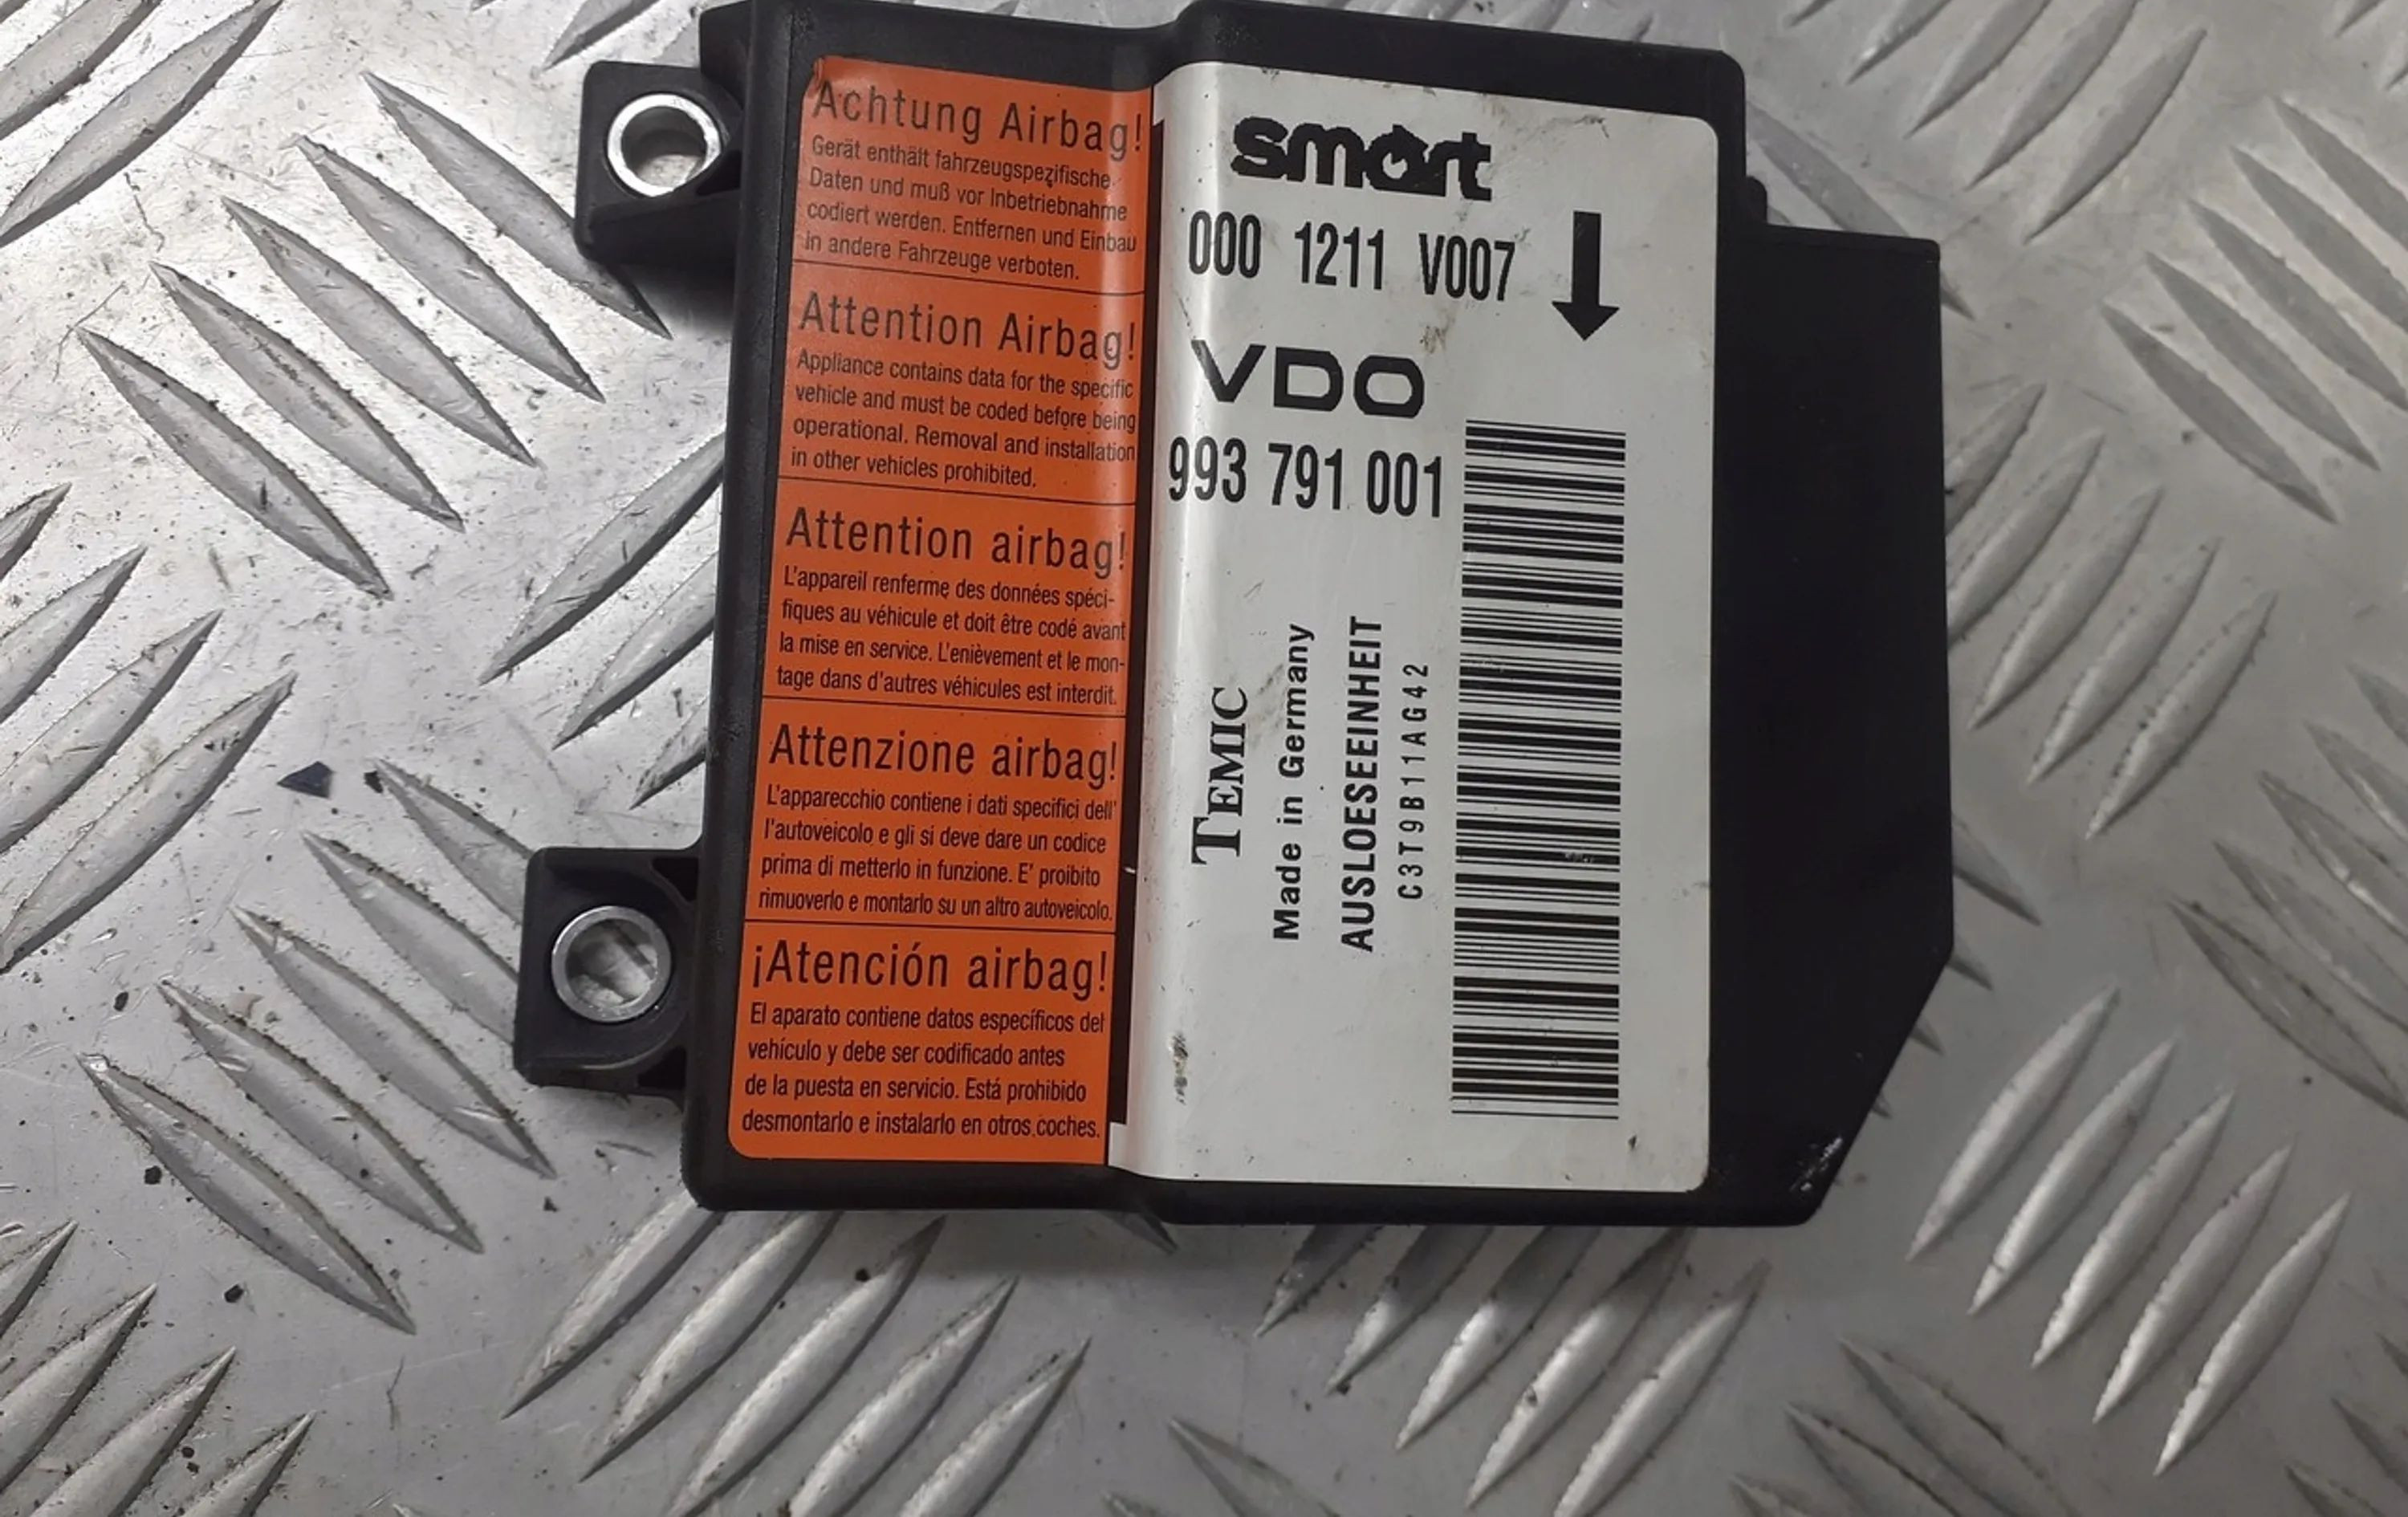 Achtung Airbag!
Gerät enthält fahrzeugspezifische
Daten und muß vor Inbetriebnahme
codiert werden. Entfernen und Einbau
in andere Fahrzeuge verboten.
Attention Airbag!
Appliance contains data for the specific
vehicle and must be coded before being
operational. Removal and installation
in other vehicles prohibited.
Attention airbag!
L'appareil renferme des données spéci-
fiques au véhicule et doit être codé avant
la mise en service. L'enièvement et le mon-
tage dans d'autres véhicules est interdit.
Attenzione airbag!
L'apparecchio contiene i dati specifici dell'
l'autoveicolo e gli si deve dare un codice
prima di metterlo in funzione. E' proibito
rimuoverlo e montarlo su un altro autoveicolo.
¡Atención airbag!
El aparato contiene datos específicos del
vehículo y debe ser codificado antes
de la puesta en servicio. Está prohibido
desmontarlo e instalarlo en otros coches.
smart
000 1211 V007
VDO
993 791 001
TEMIC
Made in Germany
AUSLOESEEINHEIT
C3T9B11AG42